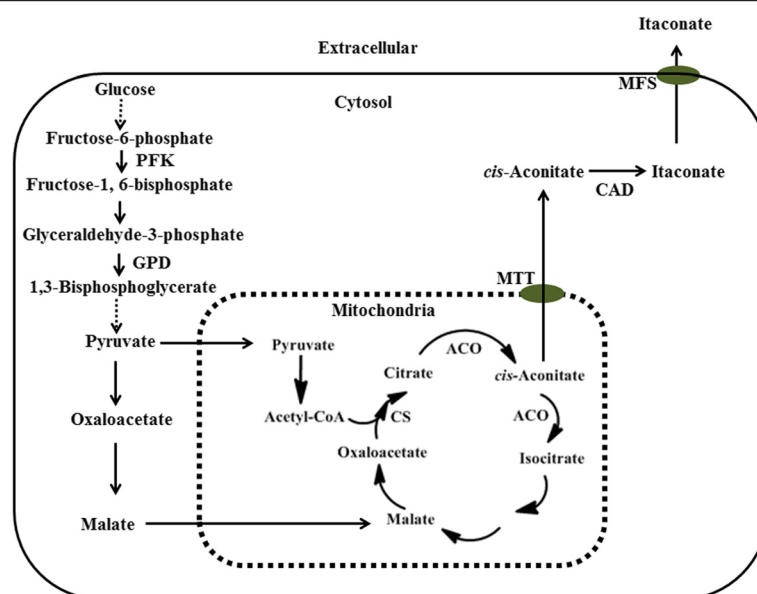 Itaconate
Extracellular
MFS
Glucose
Cytosol
Fructose-6-phosphate
PFK
Fructose-1, 6-bisphosphate
cis-Aconitate
CAD
Itaconate
Glyceraldehyde-3-phosphate
GPD
1,3-Bisphosphoglycerate
MTT
Mitochondria
Pyruvate
Pyruvate
ACO
Citrate
cis-Aconitate
Oxaloacetate
Acetyl-CoA
CS
ACO
Oxaloacetate
Isocitrate
Malate
Malate